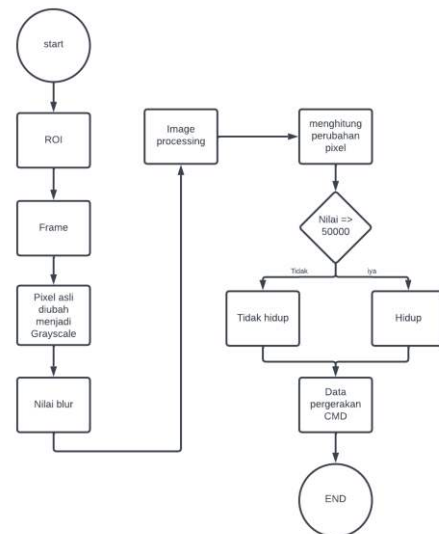 start
ROI
Frame
Pixel asli
diubah
menjadi
Grayscale
Nilai blur
Image
processing
menghitung
perubahan
pixel
Nilai =>
50000
Tidak
iya
Tidak hidup
Hidup
Data
pergerakan
CMD
END